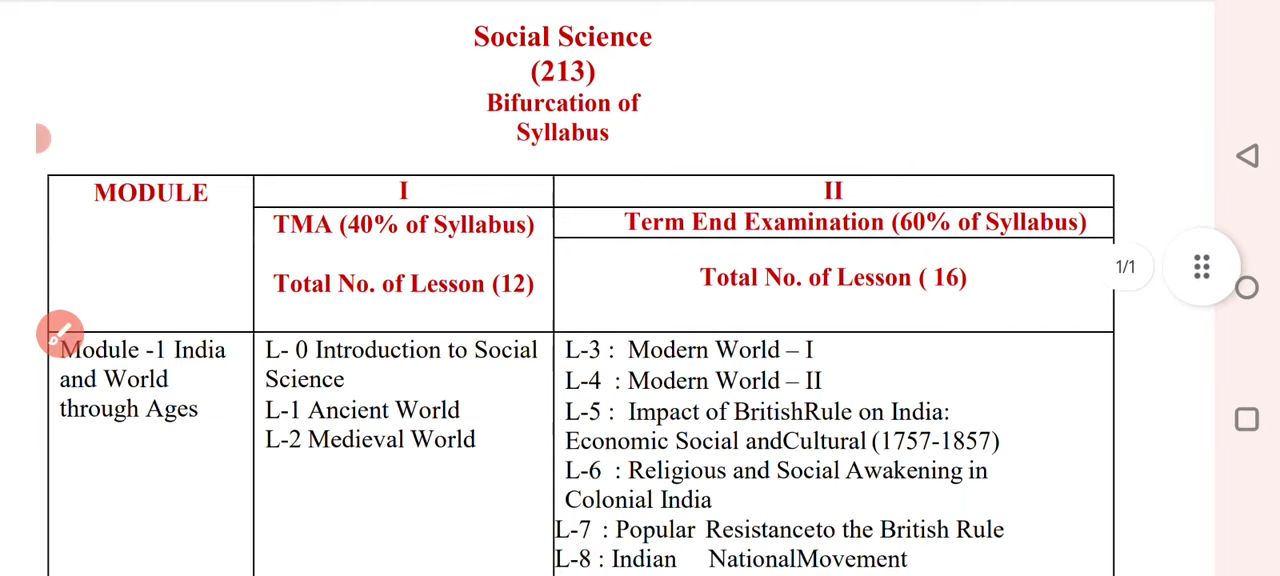 Social Science
(213)
Bifurcation of
Syllabus
MODULE
I
II
TMA (40% of Syllabus)
Term End Examination (60% of Syllabus)
Total No. of Lesson (12)
Total No. of Lesson ( 16)
1/1
Module -1 India
and World
through Ages
L- 0 Introduction to Social
Science
L-1 Ancient World
L-2 Medieval World
L-3 : Modern World – I
L-4 : Modern World – II
L-5 : Impact of BritishRule on India:
Economic Social andCultural (1757-1857)
L-6 : Religious and Social Awakening in
Colonial India
L-7 : Popular Resistanceto the British Rule
L-8 : Indian NationalMovement